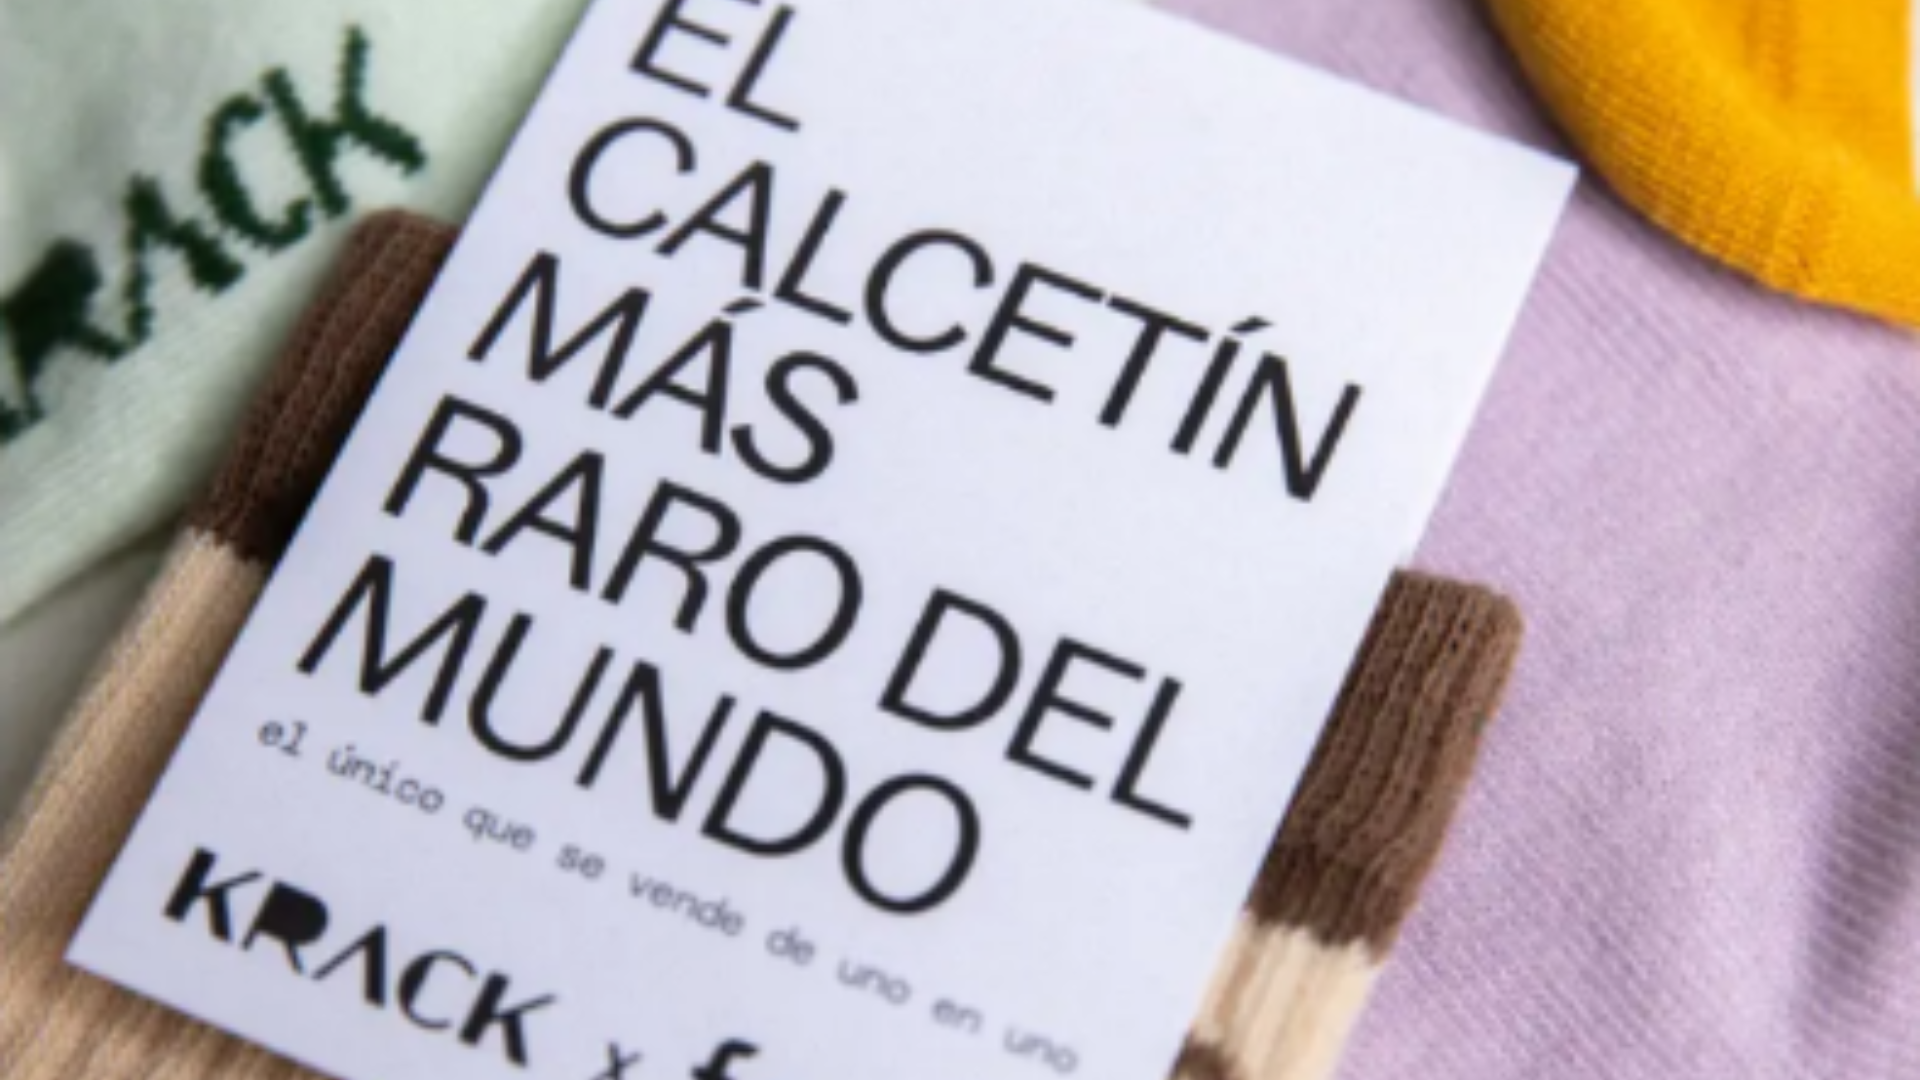 KRACK
EL
CALCETÍN
MÁS
RARO DEL
MUNDO
el único que se vende de uno en uno
KRACK x